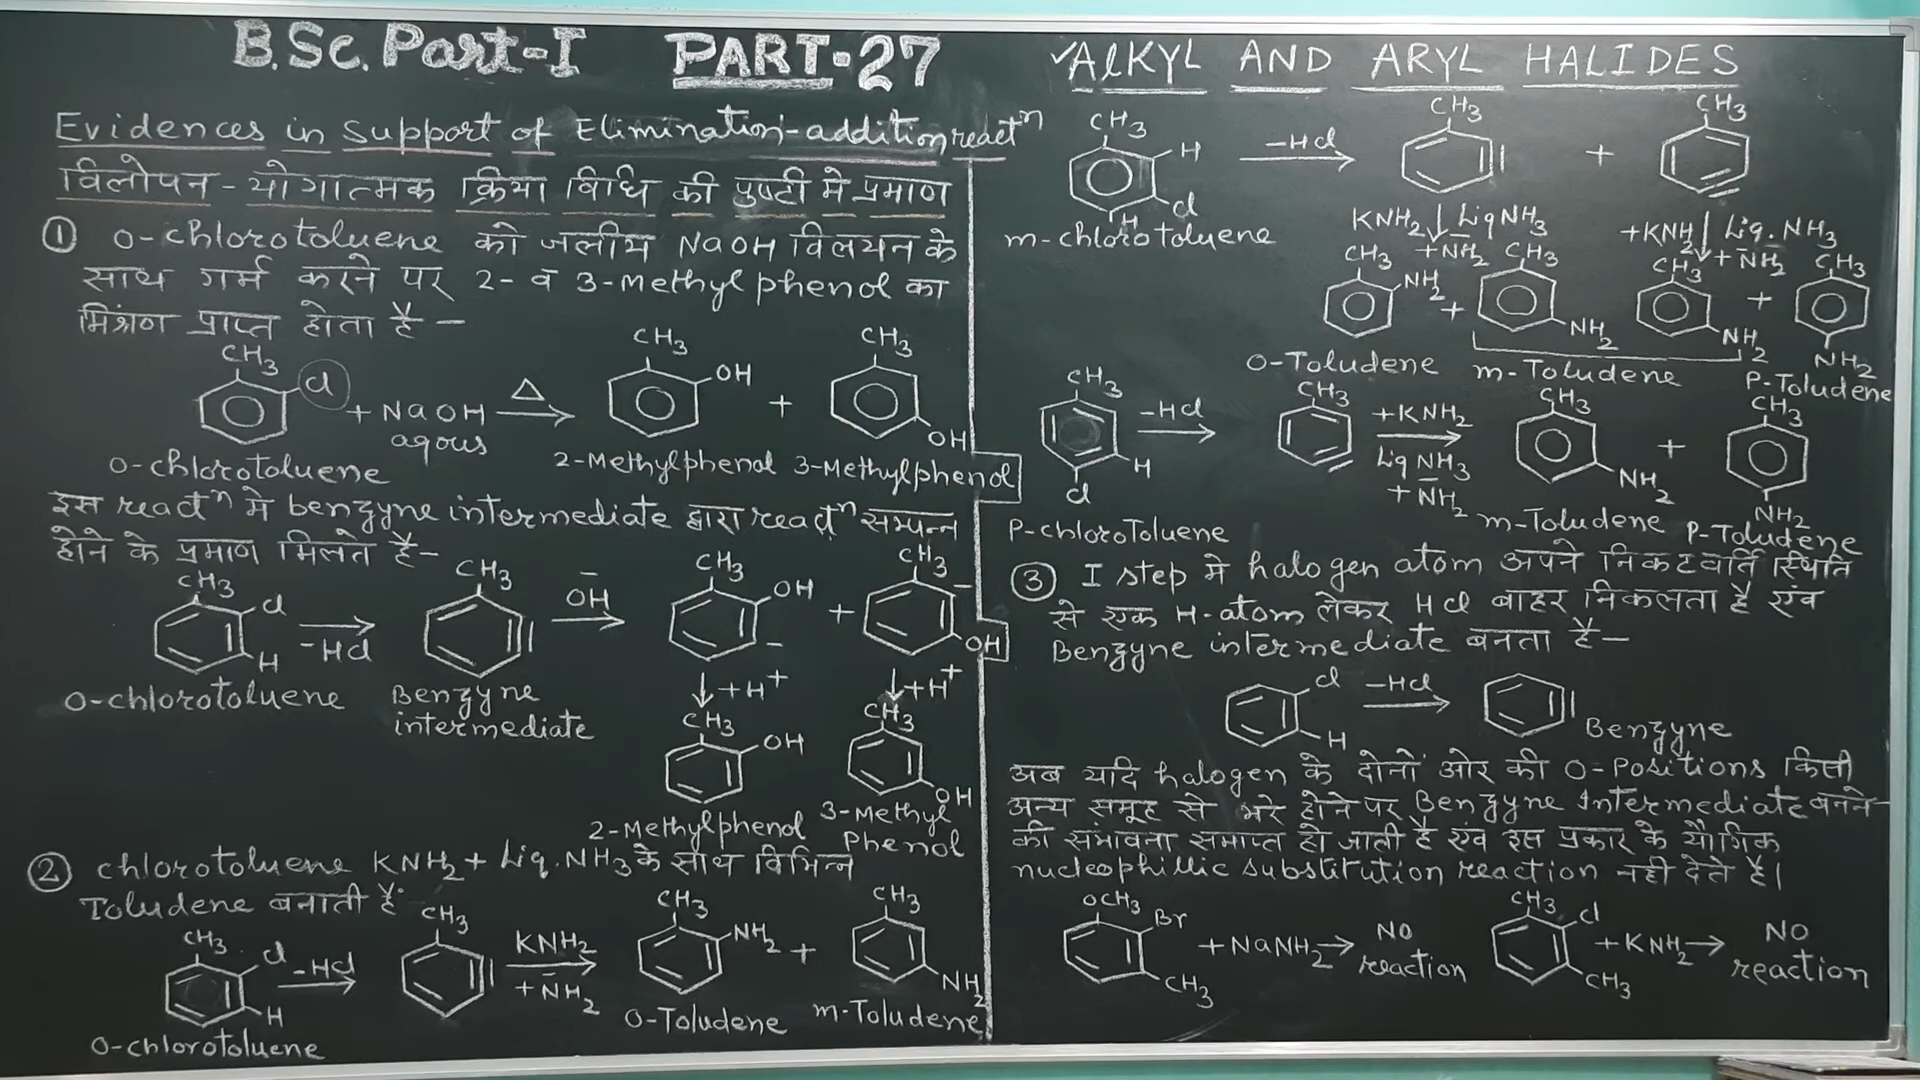 B.Sc. Part-I PART-27
Evidences in Support of Elimination-addition reactⁿ
विलोपन - योगात्मक क्रिया विधि की पुष्टी मे प्रमाण
① o-chlorotoluene को जलीय NaOH विलयन के
साथ गर्म करने पर 2- व 3-Methyl phenol का
मिश्रण प्राप्त होता है —
CH3 CH3 CH3
Cl + NaOH △ OH + OH
aqous
o-chlorotoluene 2-Methylphenol 3-Methylphenol
इस reactⁿ मे benzyne intermediate द्वारा reactⁿ सम्पन्न
होने के प्रमाण मिलते है—
CH3 CH3 CH3 CH3
Cl H -HCl ŌH OH - + - OH
o-chlorotoluene Benzyne intermediate +H+ +H+
CH3 OH CH3 OH
2-Methylphenol 3-Methyl Phenol
② chlorotoluene KNH2 + Liq. NH3 के साथ विभिन्न
Toludene बनाती है
CH3 CH3 CH3 CH3
Cl H -HCl KNH2 + N̄H2 NH2 + NH2
o-chlorotoluene o-Toludene m-Toludene
✓AlKYL AND ARYL HALIDES
CH3 CH3 CH3
H Cl H -HCl +
m-chlorotoluene KNH2 Liq NH3 + N̄H2 +KNH2 Liq. NH3 + N̄H2
CH3 NH2 + CH3 NH2 CH3 NH2 + CH3 NH2
o-Toludene m-Toludene P-Toludene
CH3 CH3 CH3 CH3
H Cl -HCl +KNH2 Liq NH3 + N̄H2 NH2 + NH2
P-chloroToluene m-Toludene P-Toludene
③ I step मे halogen atom अपने निकटवर्ति स्थिति
से एक H-atom लेकर HCl बाहर निकलता है एंव
Benzyne intermediate बनता है—
Cl H -HCl Benzyne
अब यदि halogen के दोनों ओर की O-Positions किसी
अन्य समूह से भरे होने पर Benzyne Intermediate बनने
की संभावना समाप्त हो जाती है एंव इस प्रकार के यौगिक
nucleophillic substitution reaction नही देते है।
OCH3 Br CH3 + NaNH2 → NO reaction CH3 Cl CH3 + KNH2 → NO reaction